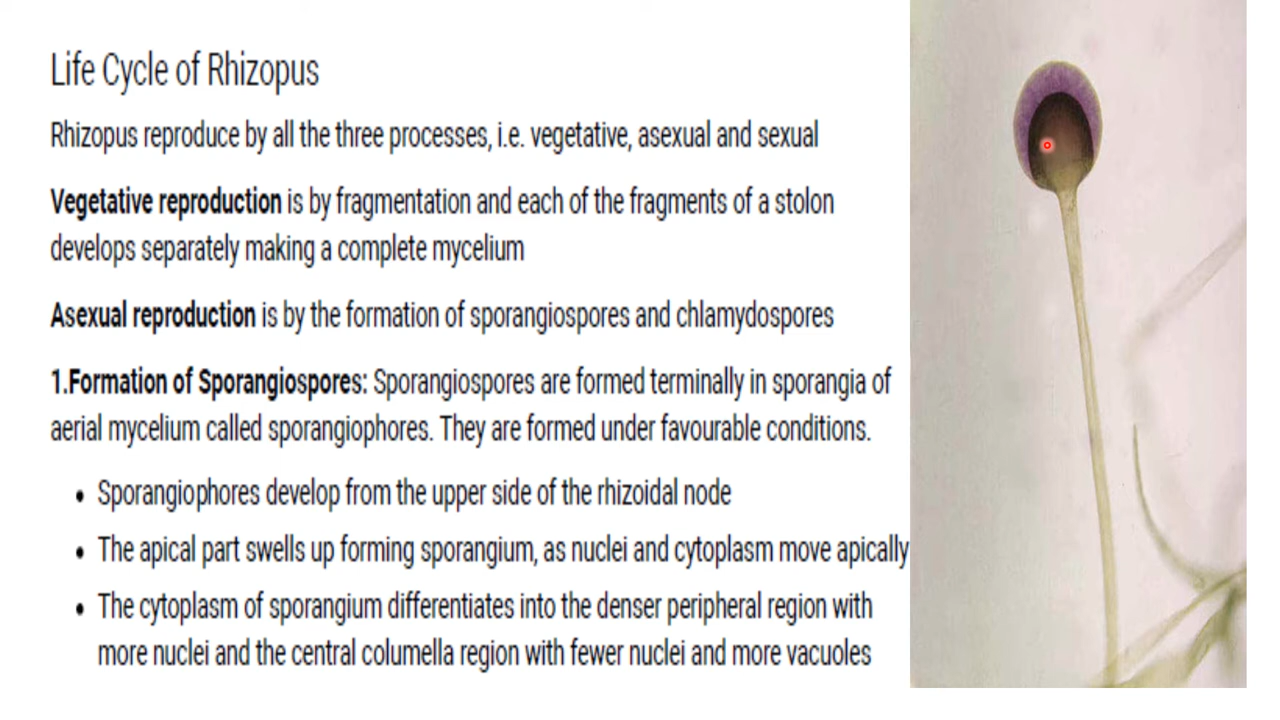 Life Cycle of Rhizopus
Rhizopus reproduce by all the three processes, i.e. vegetative, asexual and sexual
Vegetative reproduction is by fragmentation and each of the fragments of a stolon
develops separately making a complete mycelium
Asexual reproduction is by the formation of sporangiospores and chlamydospores
1.Formation of Sporangiospores: Sporangiospores are formed terminally in sporangia of
aerial mycelium called sporangiophores. They are formed under favourable conditions.
• Sporangiophores develop from the upper side of the rhizoidal node
• The apical part swells up forming sporangium, as nuclei and cytoplasm move apically
• The cytoplasm of sporangium differentiates into the denser peripheral region with
more nuclei and the central columella region with fewer nuclei and more vacuoles